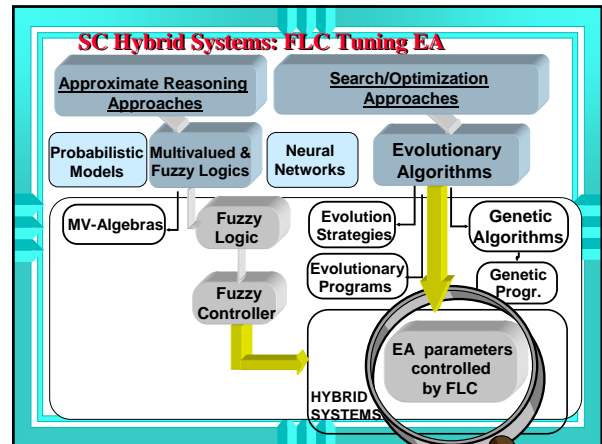 SC Hybrid Systems: FLC Tuning EA
Approximate Reasoning
Approaches
Search/Optimization
Approaches
Probabilistic
Models
Multivalued &
Fuzzy Logics
Neural
Networks
Evolutionary
Algorithms
MV-Algebras
Fuzzy
Logic
Evolution
Strategies
Genetic
Algorithms
Evolutionary
Programs
Genetic
Progr.
Fuzzy
Controller
EA parameters
controlled
by FLC
HYBRID
SYSTEMS